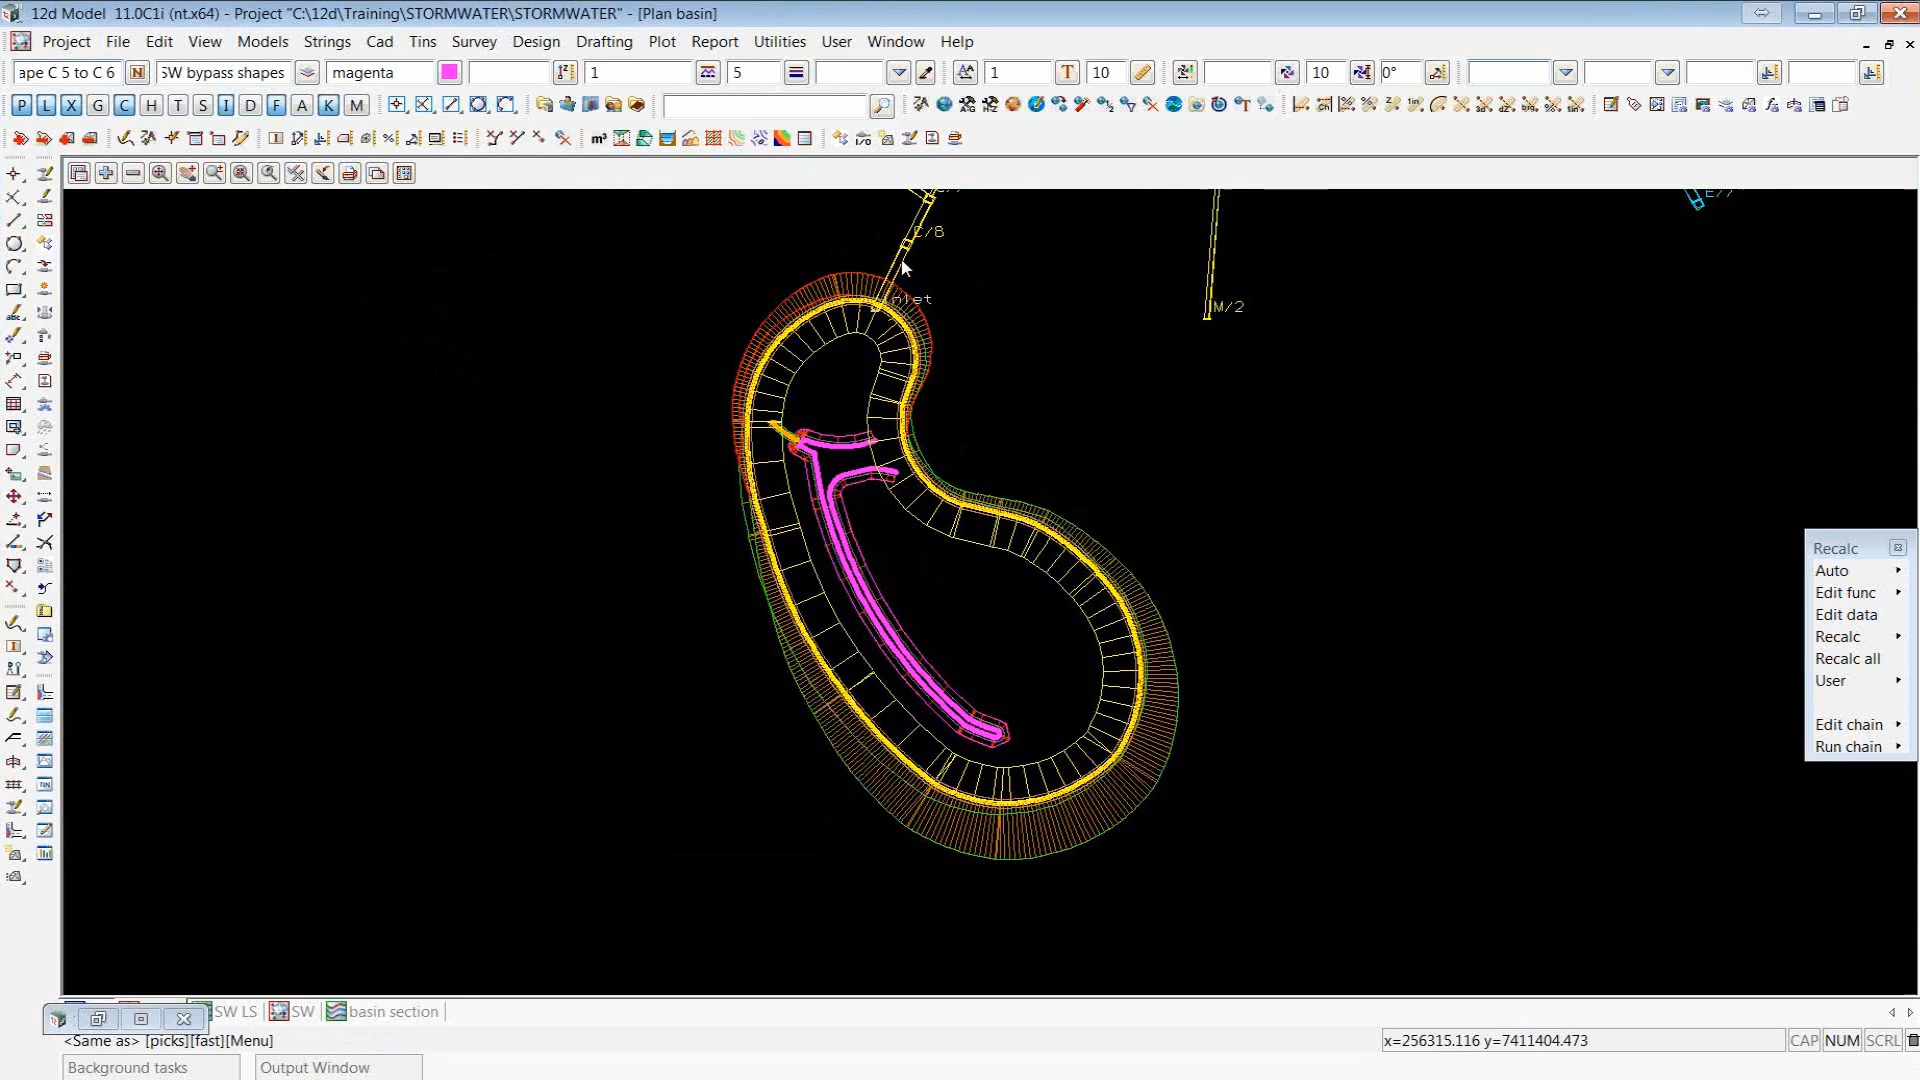 12d Model 11.0C1i (nt.x64) - Project "C:\12d\Training\STORMWATER\STORMWATER" - [Plan basin]
Project File Edit View Models Strings Cad Tins Survey Design Drafting Plot Report Utilities User Window Help
ape C 5 to C 6 N SW bypass shapes magenta 1 5 1 T 10 10 0°
P L X G C H T S I D F A K M
C/8
nlet
M/2
Recalc
Auto
Edit func
Edit data
Recalc
Recalc all
User
Edit chain
Run chain
SW LS SW basin section
<Same as> [picks][fast][Menu] x=256315.116 y=7411404.473 CAP NUM SCRL
Background tasks Output Window